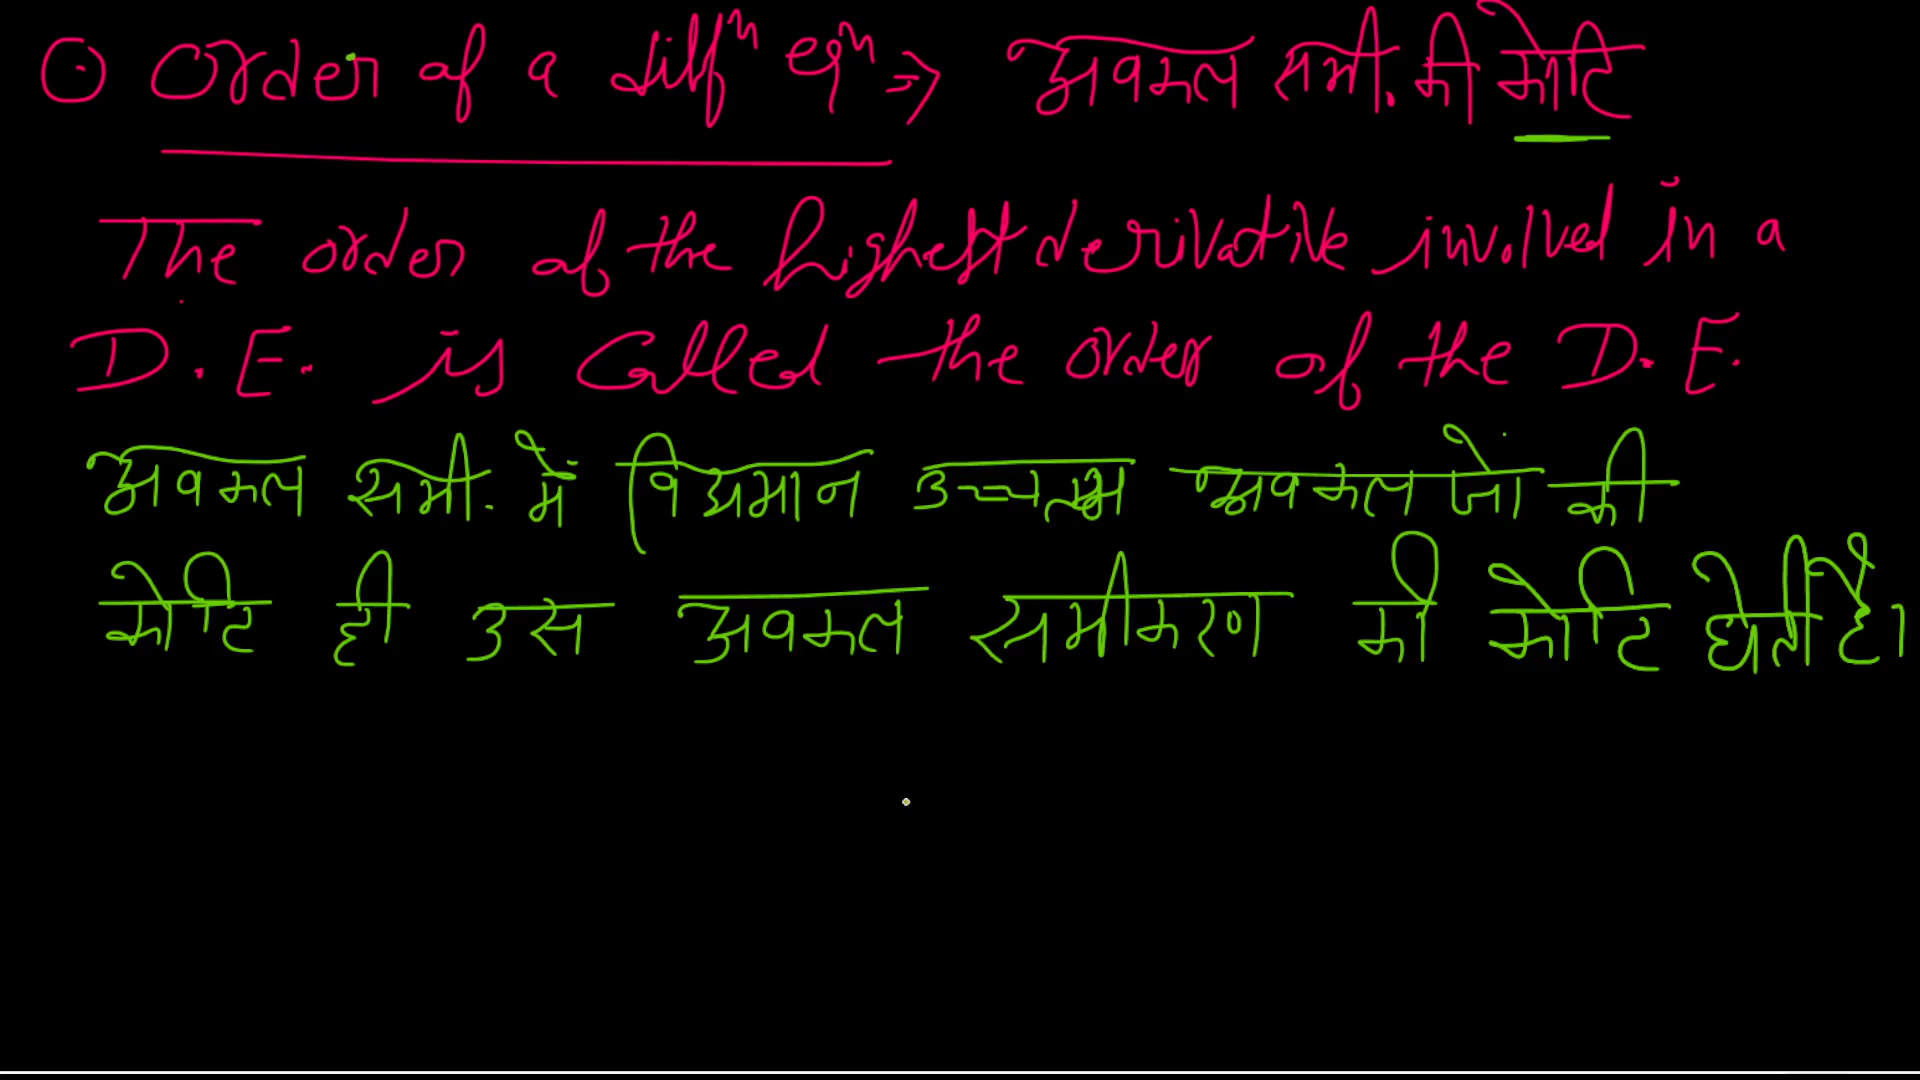 ⊙ Order of a diffⁿ eqⁿ ⇒ अवकल समी. की कोटि
The order of the highest derivative involved in a
D.E. is called the order of the D.E.
अवकल समी. में विद्यमान उच्चतम अवकलजों की
कोटि ही उस अवकल समीकरण की कोटि होती है।